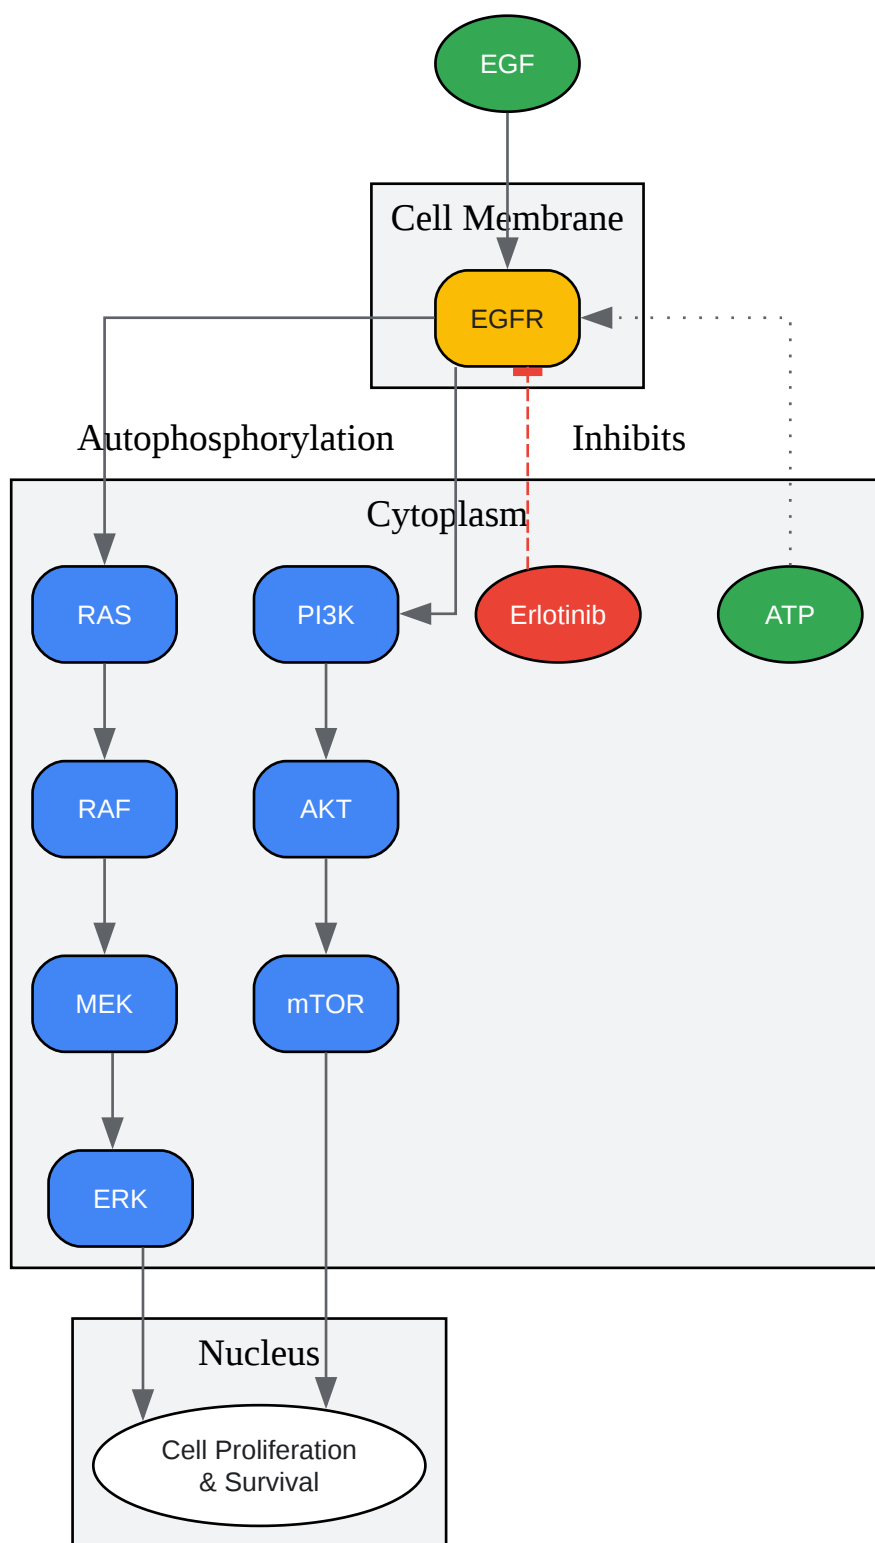 EGF
Cell Membrane
EGFR
Autophosphorylation
Inhibits
Cytoplasm
RAS
PI3K
Erlotinib
ATP
RAF
AKT
MEK
mTOR
ERK
Nucleus
Cell Proliferation
& Survival